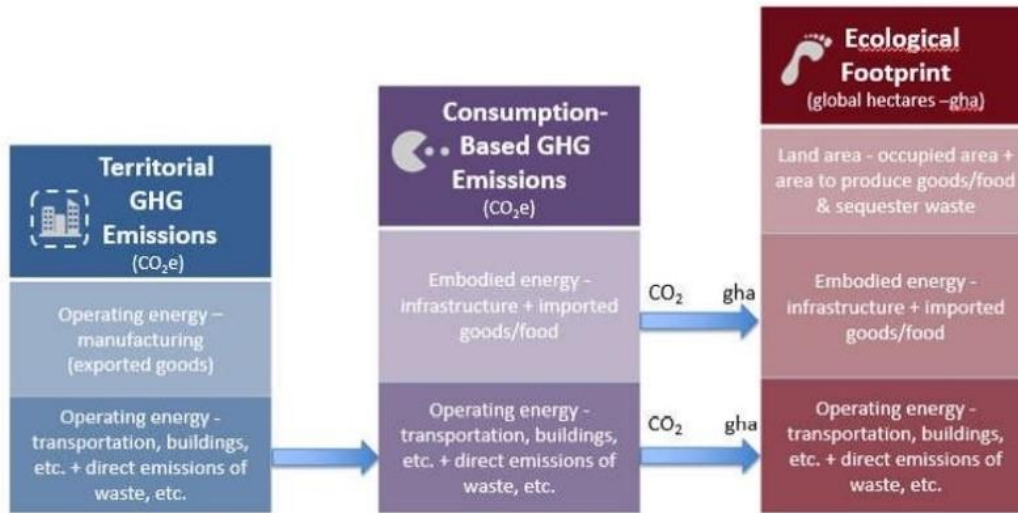 Territorial
GHG
Emissions
(CO₂e)
Operating energy –
manufacturing
(exported goods)
Operating energy -
transportation, buildings,
etc. + direct emissions of
waste, etc.
Consumption-
Based GHG
Emissions
(CO₂e)
Embodied energy -
infrastructure + imported
goods/food
Operating energy -
transportation, buildings,
etc. + direct emissions of
waste, etc.
CO₂ gha
CO₂ gha
Ecological
Footprint
(global hectares –gha)
Land area - occupied area +
area to produce goods/food
& sequester waste
Embodied energy -
infrastructure + imported
goods/food
Operating energy -
transportation, buildings,
etc. + direct emissions of
waste, etc.